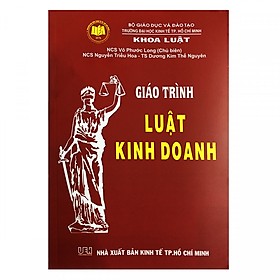 BỘ GIÁO DỤC VÀ ĐÀO TẠO
TRƯỜNG ĐẠI HỌC KINH TẾ TP. HỒ CHÍ MINH
KHOA LUẬT
NCS Võ Phước Long (Chủ biên)
NCS Nguyễn Triều Hoa - TS Dương Kim Thế Nguyên
GIÁO TRÌNH
LUẬT
KINH DOANH
NHÀ XUẤT BẢN KINH TẾ TP.HỒ CHÍ MINH